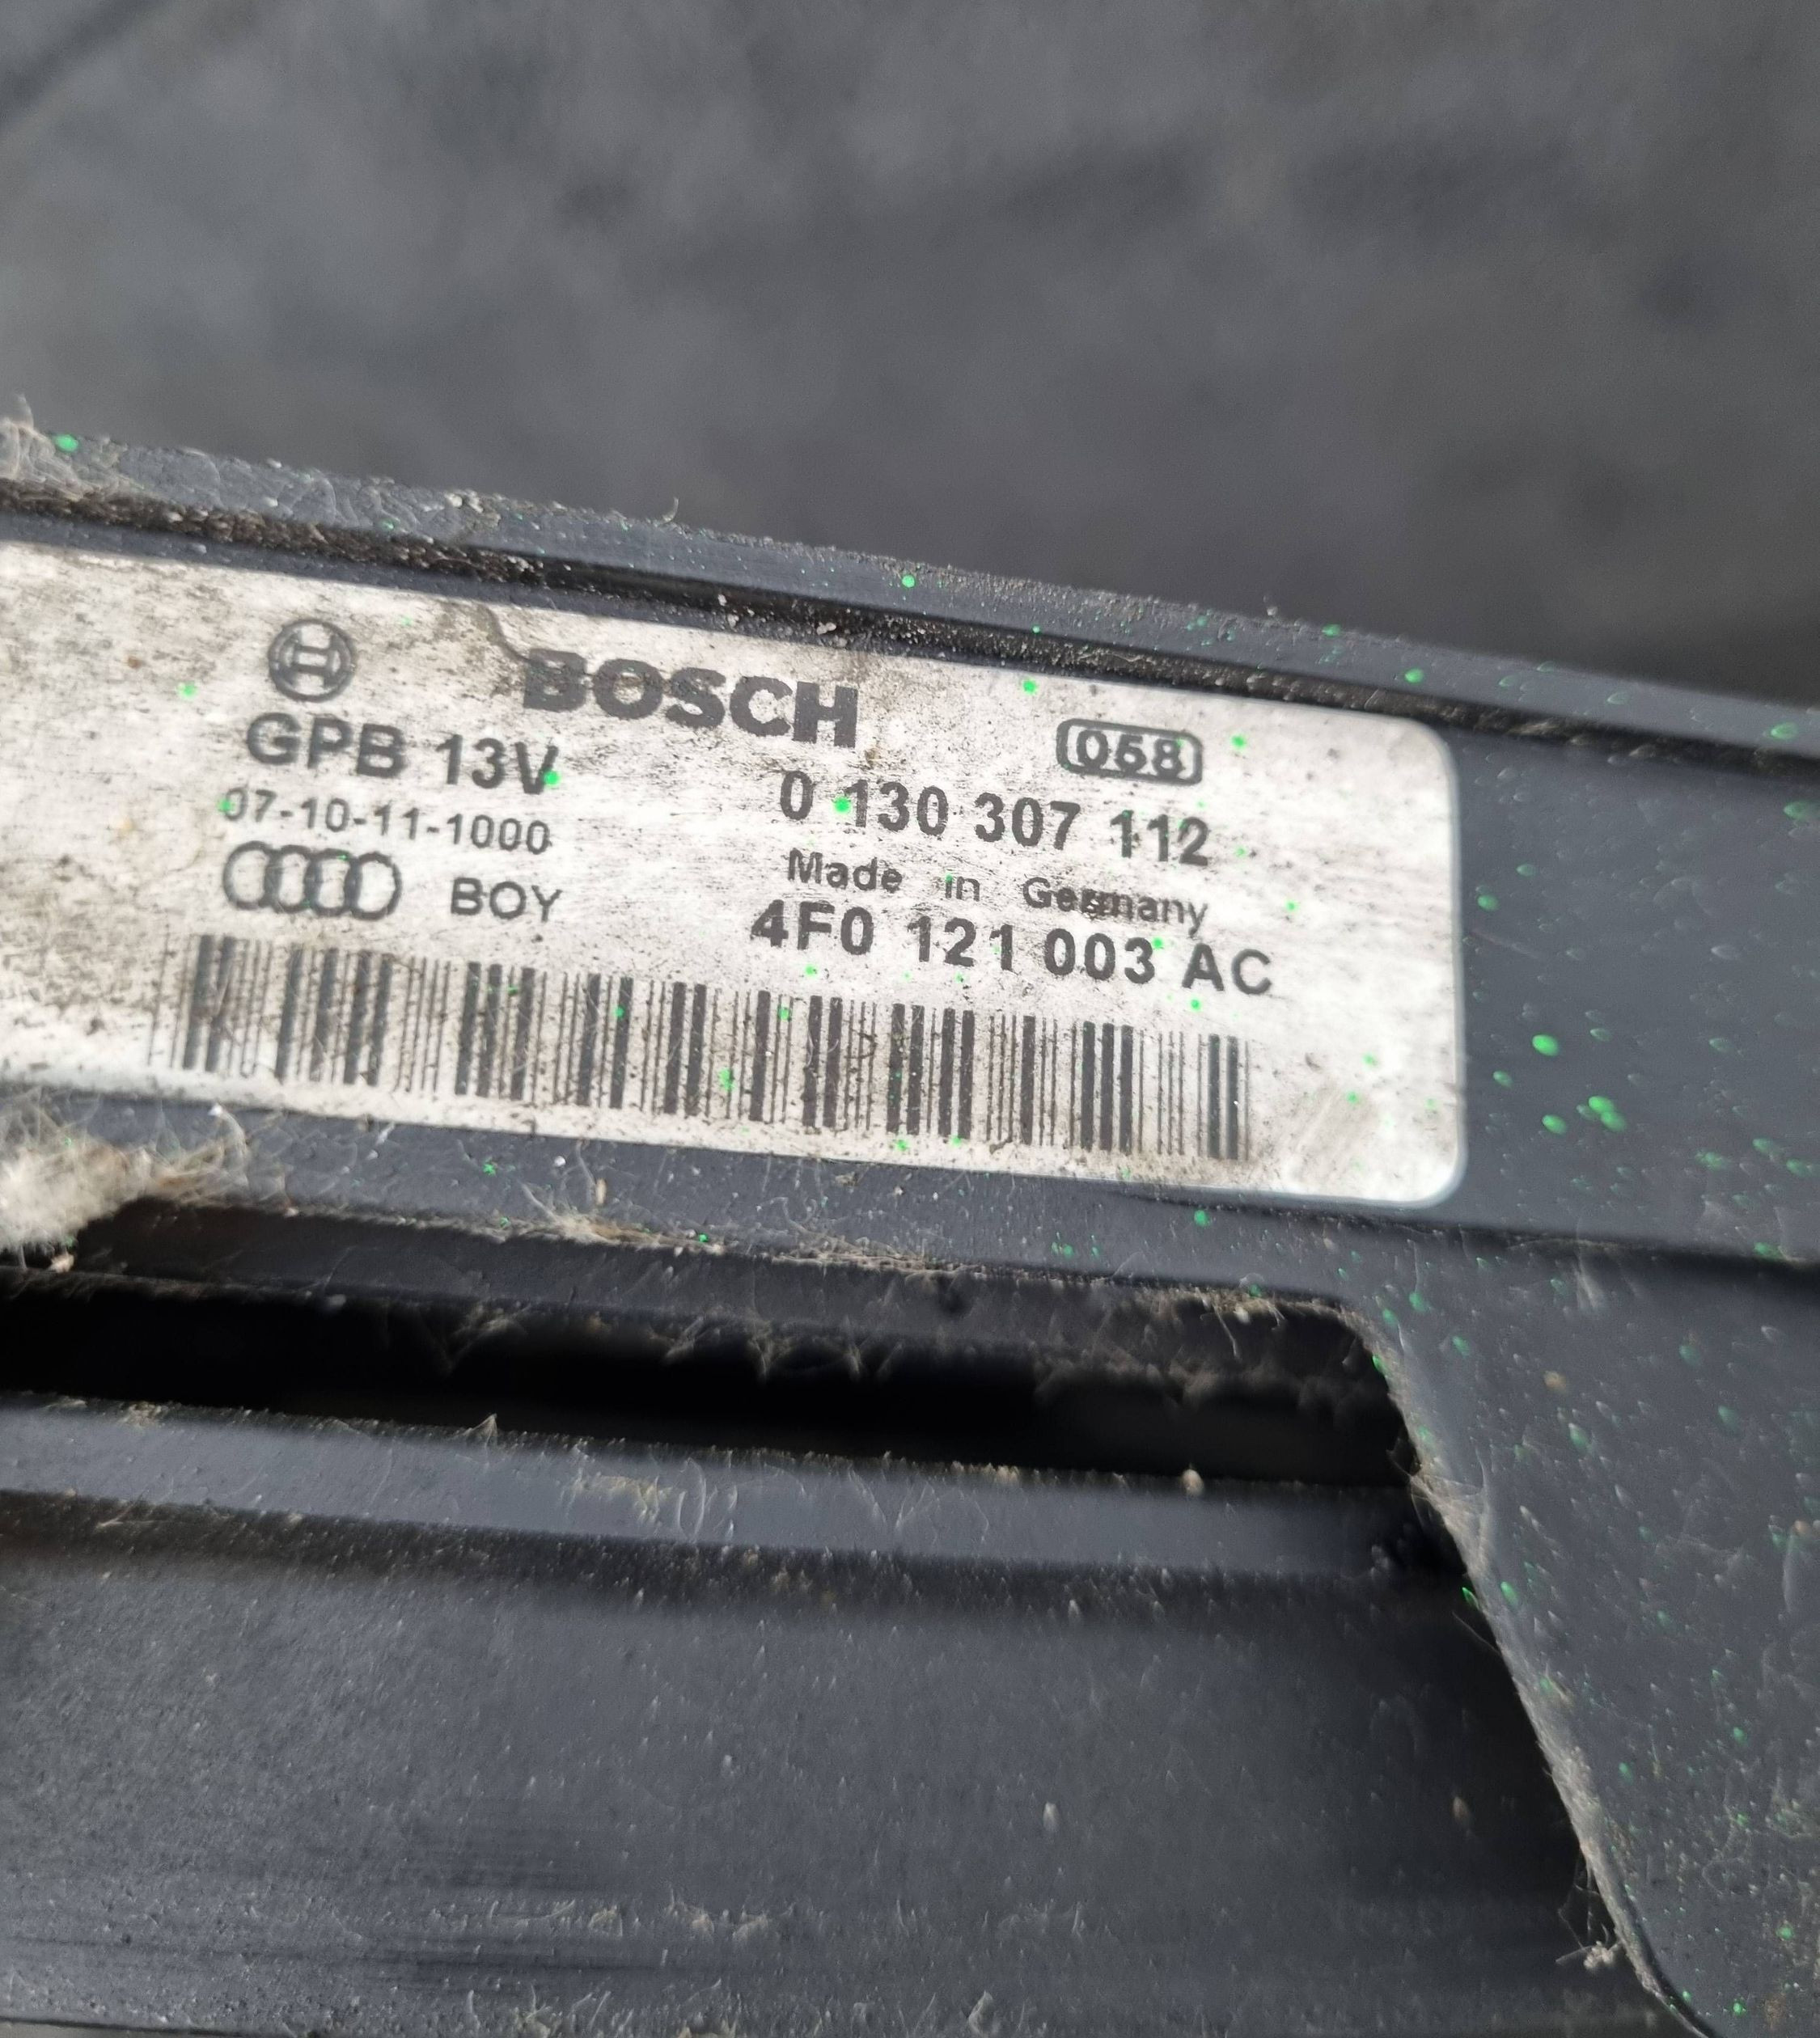 BOSCH
058
GPB 13V 0 130 307 112
07-10-11-1000
Made in Germany
BOY 4F0 121 003 AC